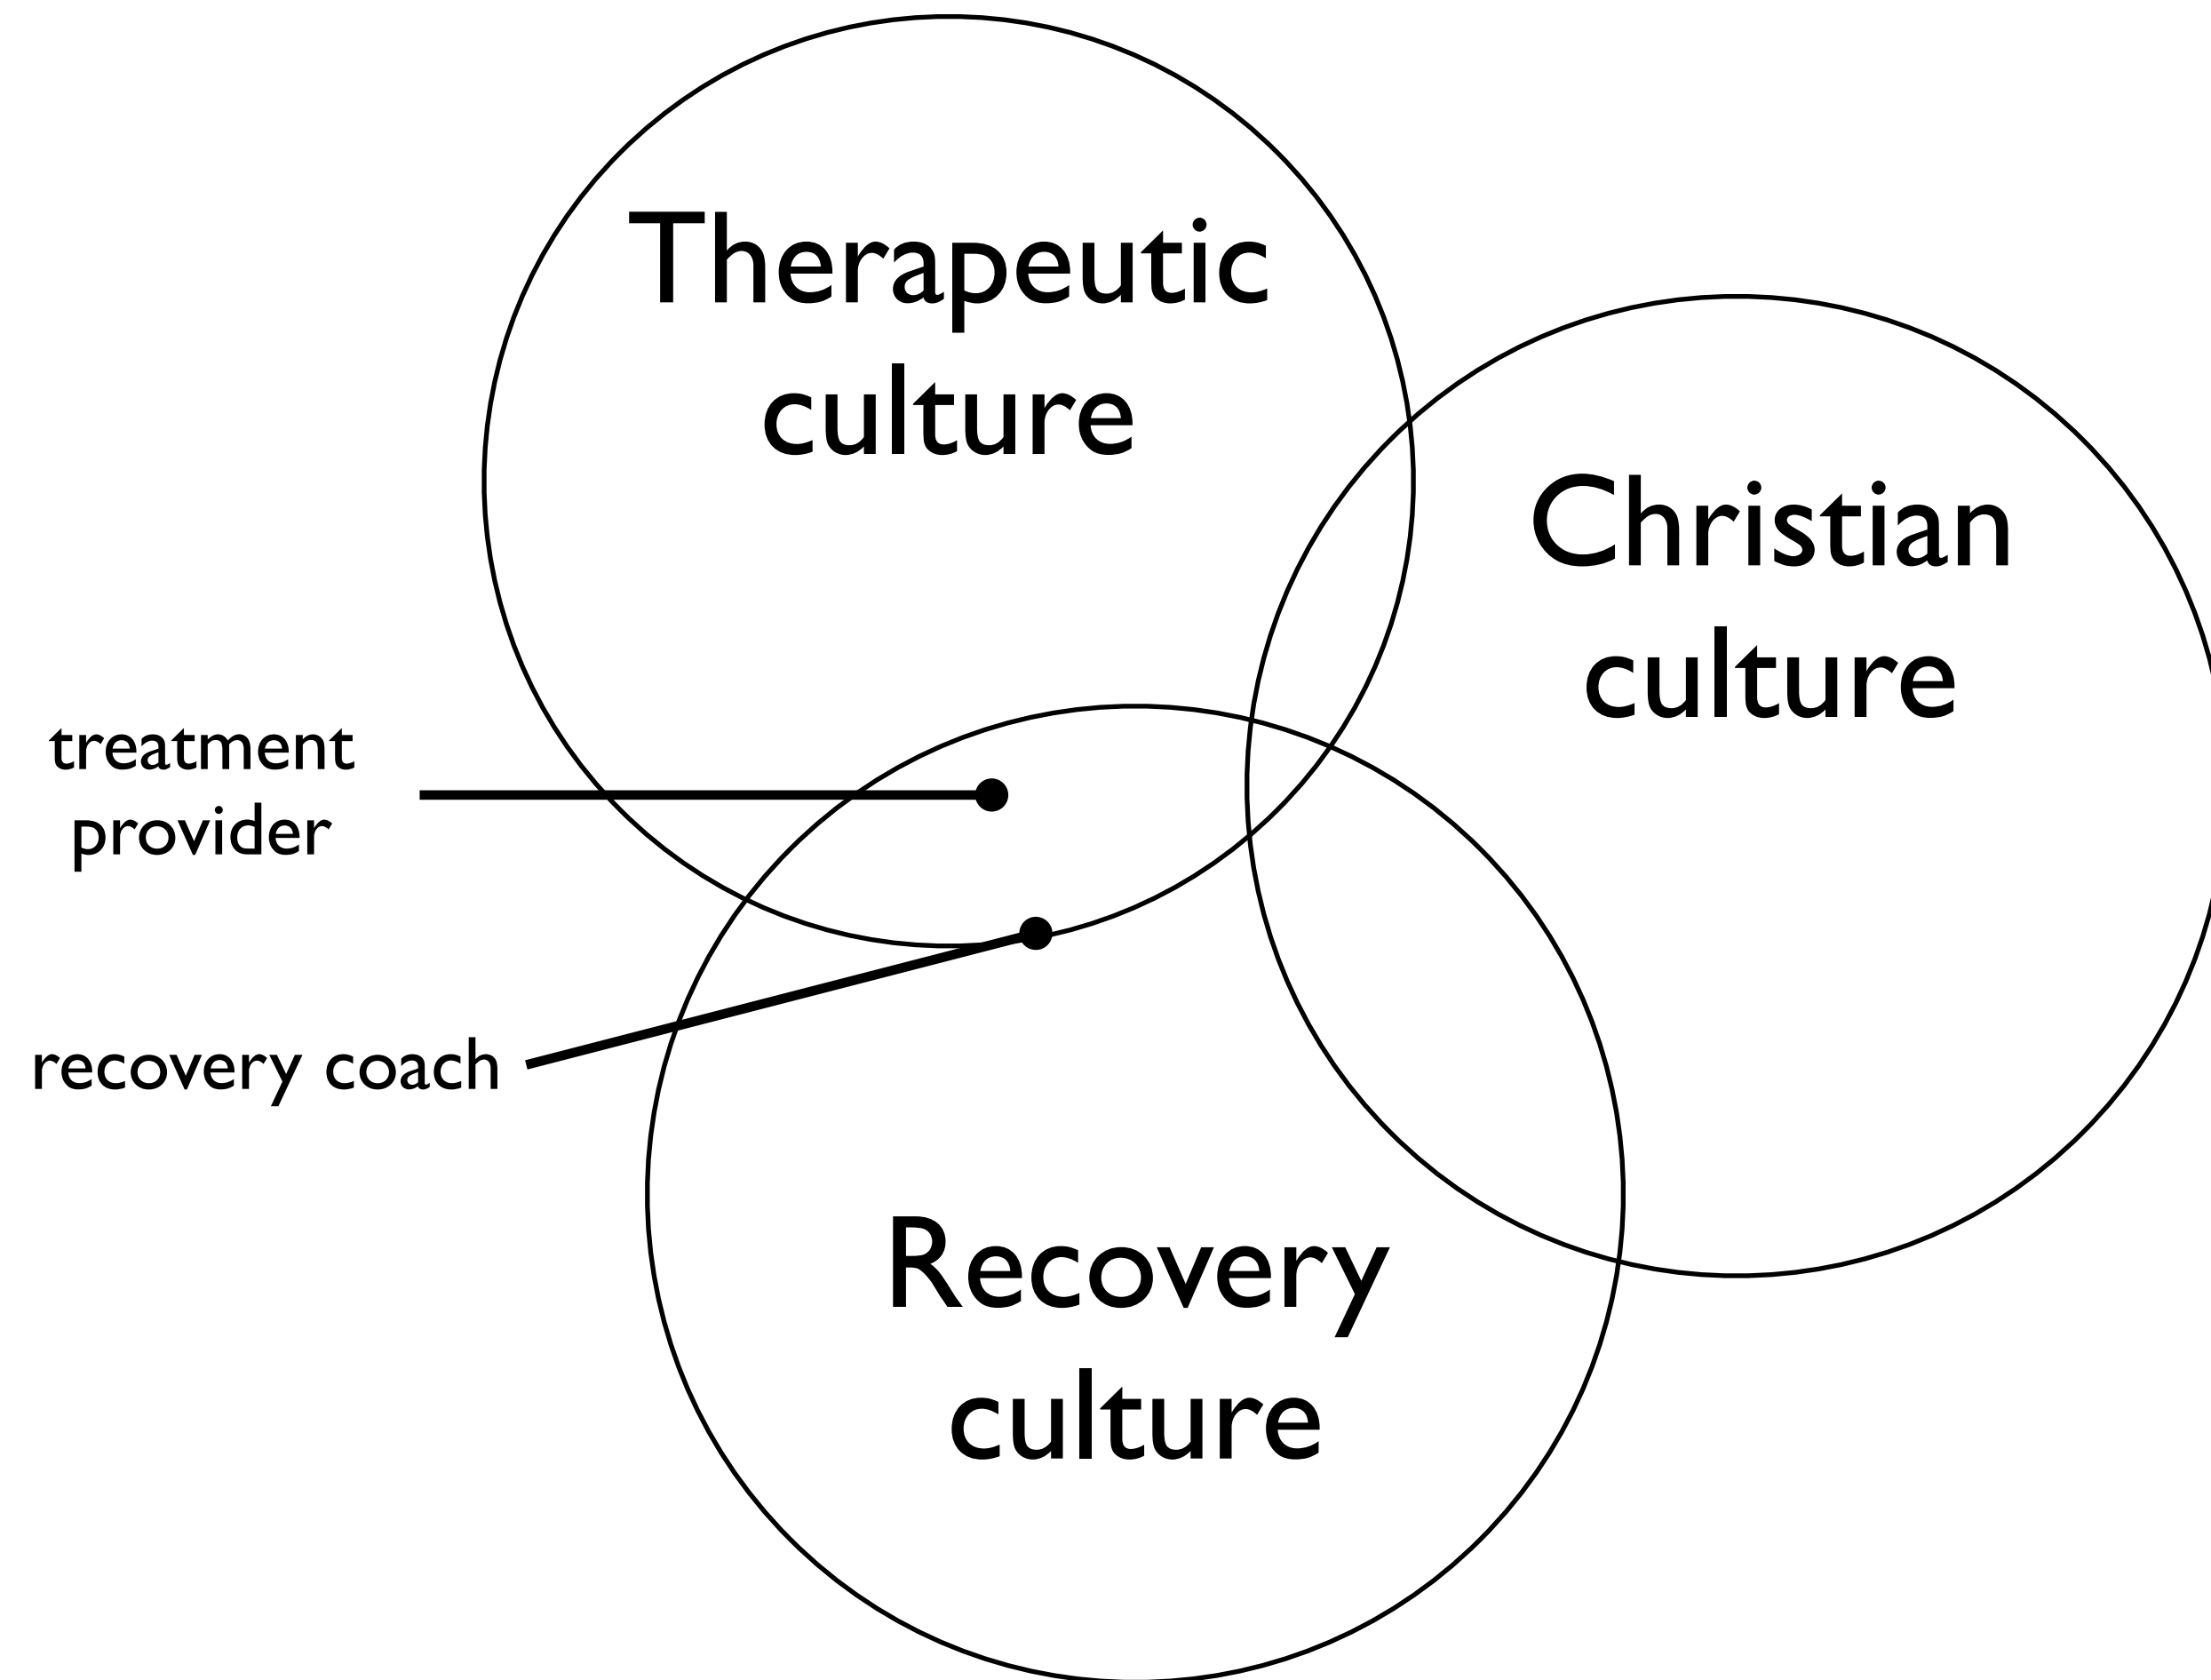 Therapeutic
culture
Christian
culture
treatment
provider
recovery coach
Recovery
culture